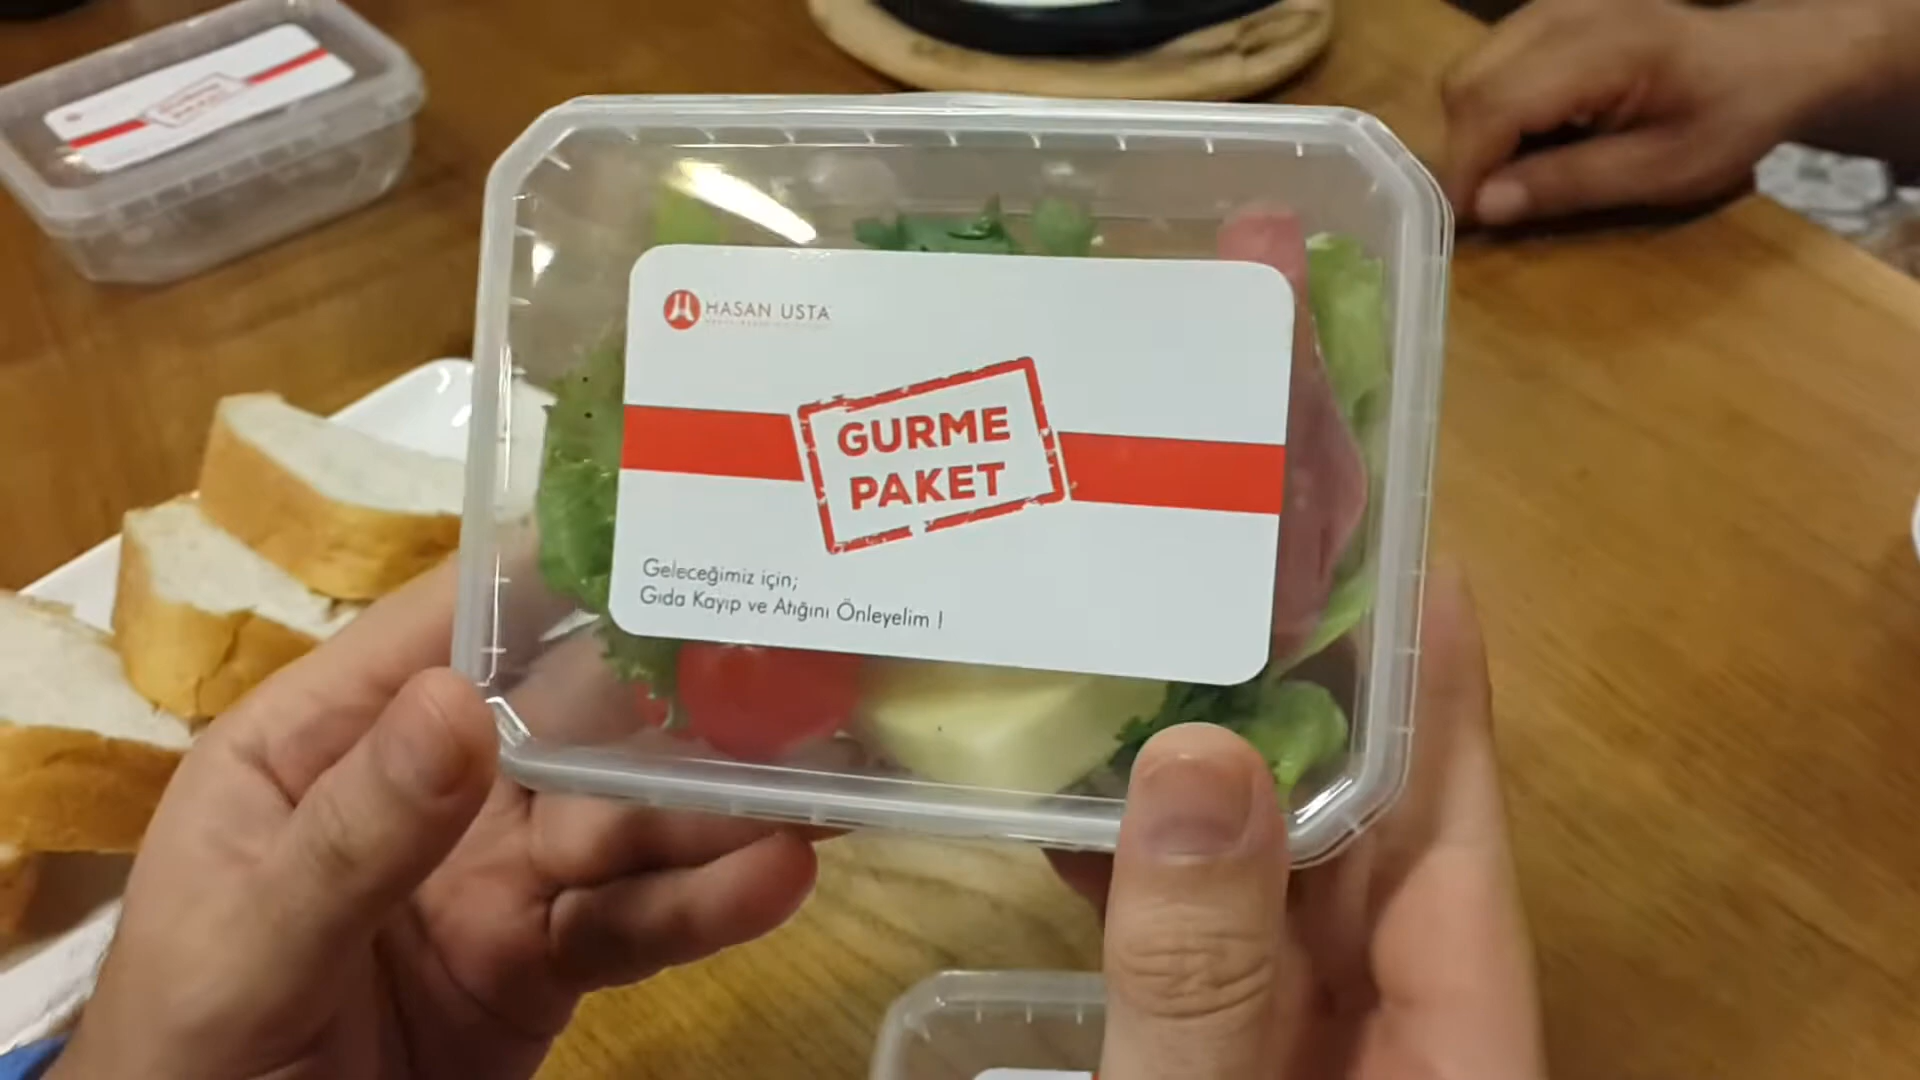 HASAN USTA
GURME
PAKET
Geleceğimiz için;
Gıda Kayıp ve Atığını Önleyelim !